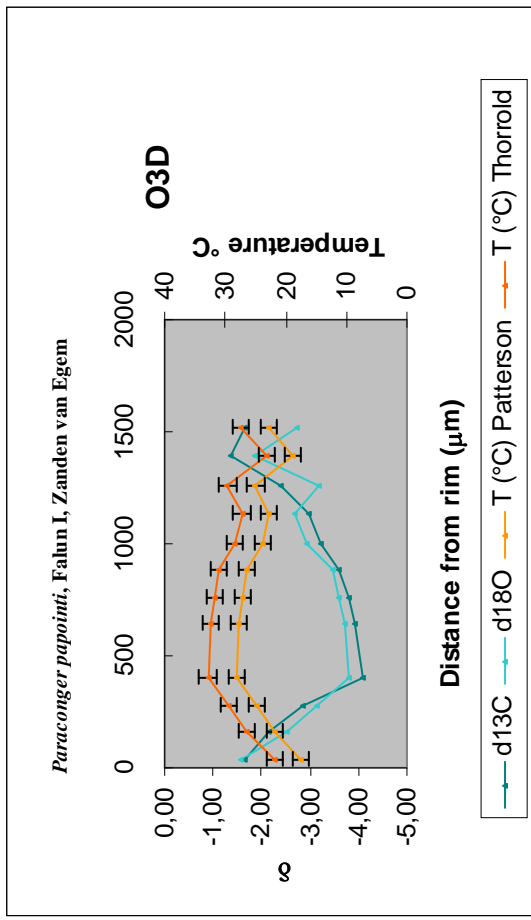 Paraconger papointi, Falun I, Zanden van Egem
O3D
0 500 1000 1500 2000
0,00
-1,00
-2,00
-3,00
-4,00
-5,00
δ
40
30
20
10
0
Temperature °C
Distance from rim (μm)
d13C d18O T (°C) Patterson T (°C) Thorrold